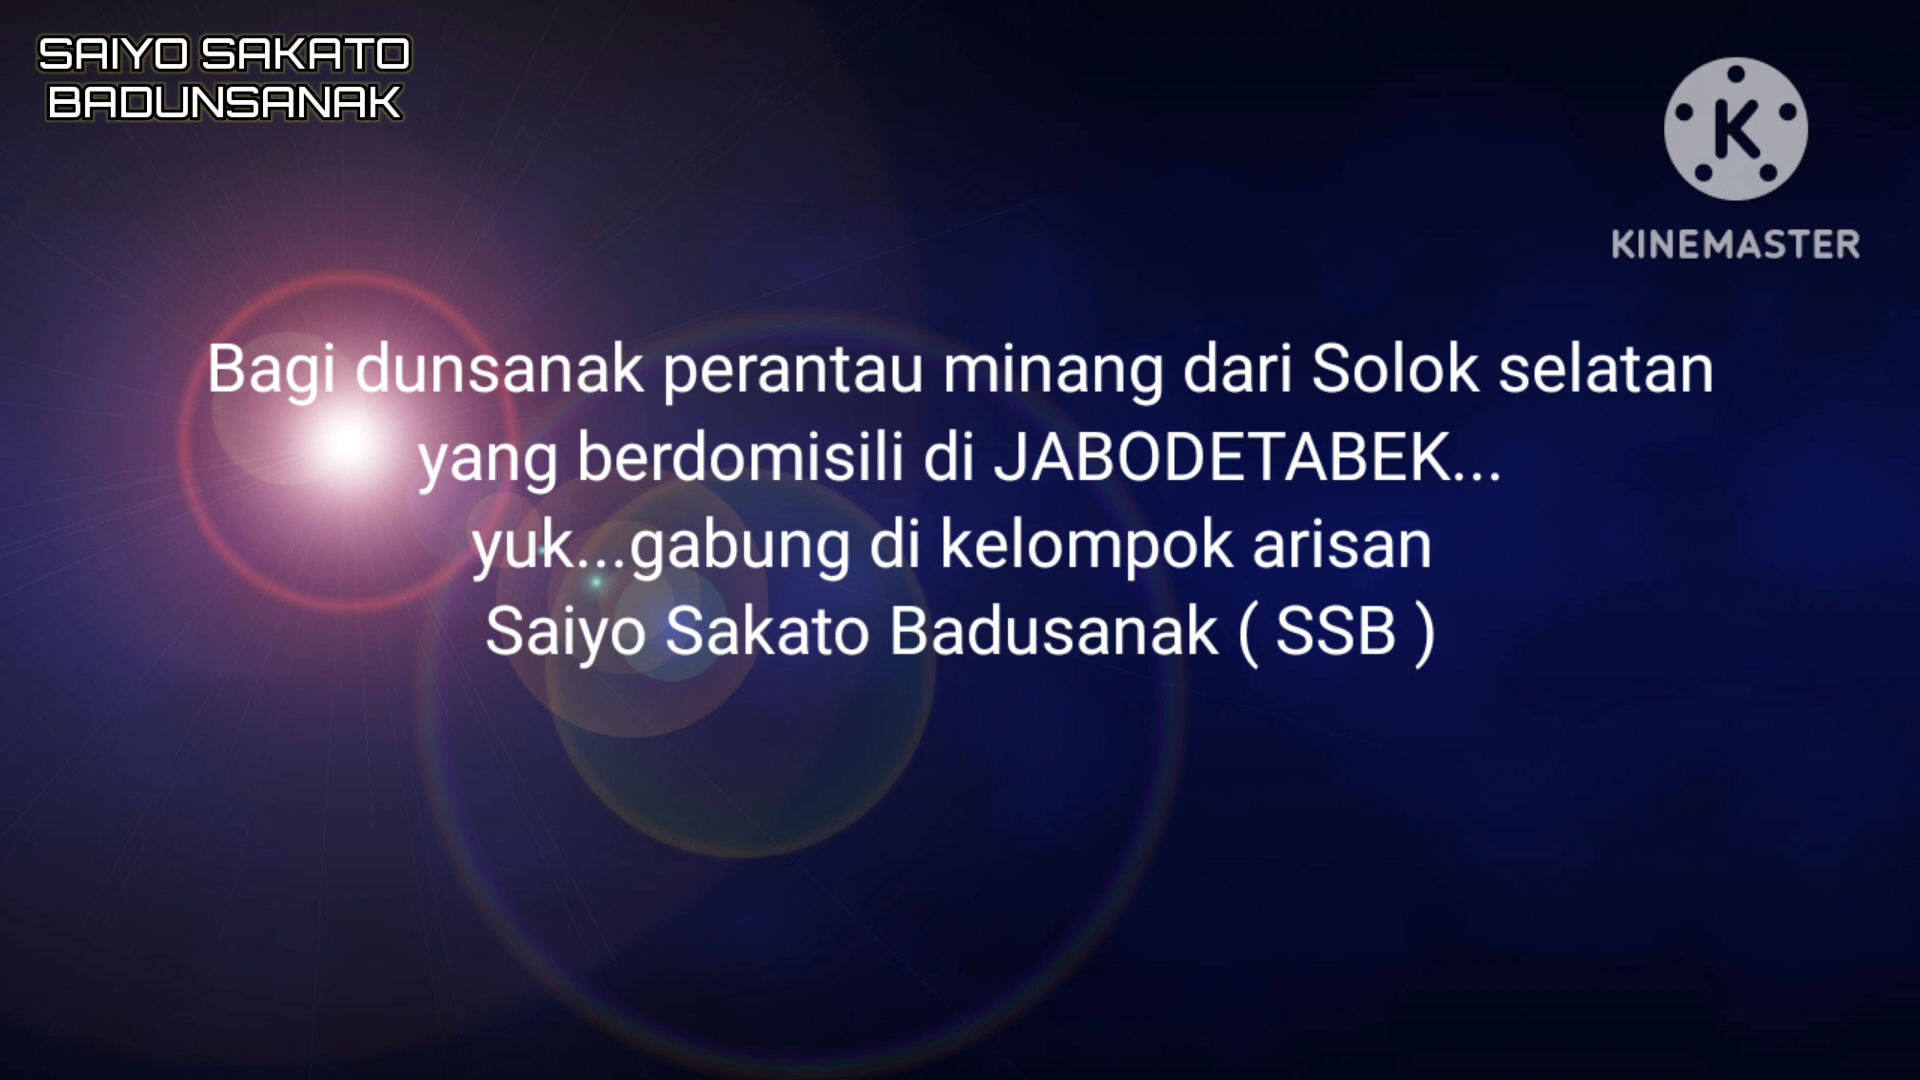 SAIYO SAKATO
BADUNSANAK
KINEMASTER
Bagi dunsanak perantau minang dari Solok selatan
yang berdomisili di JABODETABEK...
yuk...gabung di kelompok arisan
Saiyo Sakato Badusanak ( SSB )